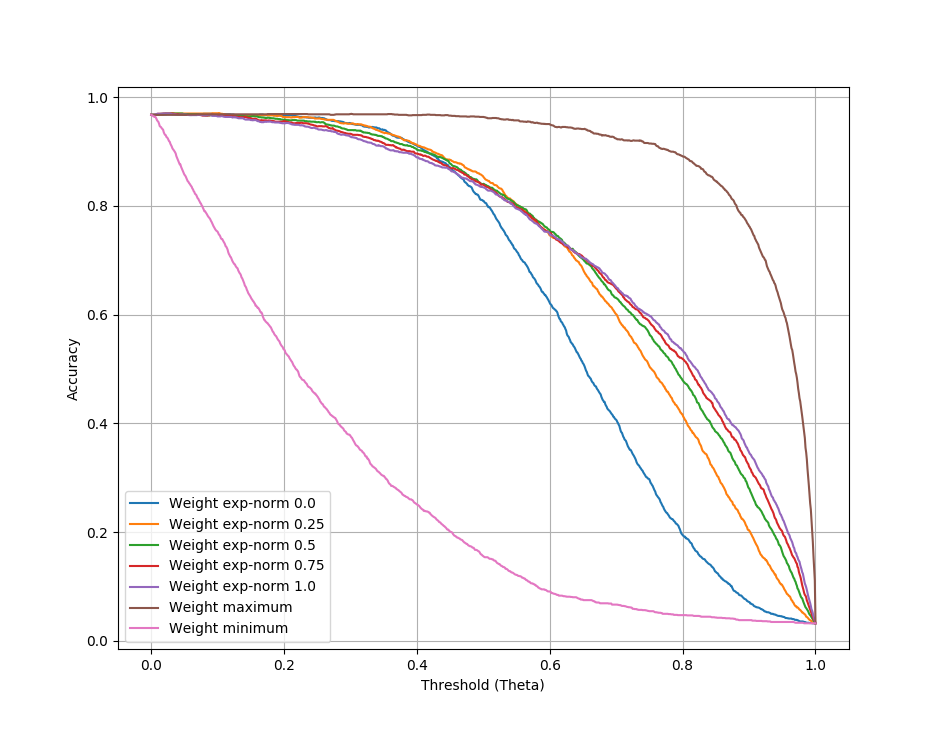 1.0
0.8
0.6
0.4
0.2
0.0
Accuracy
Weight exp-norm 0.0
Weight exp-norm 0.25
Weight exp-norm 0.5
Weight exp-norm 0.75
Weight exp-norm 1.0
Weight maximum
Weight minimum
0.0 0.2 0.4 0.6 0.8 1.0
Threshold (Theta)